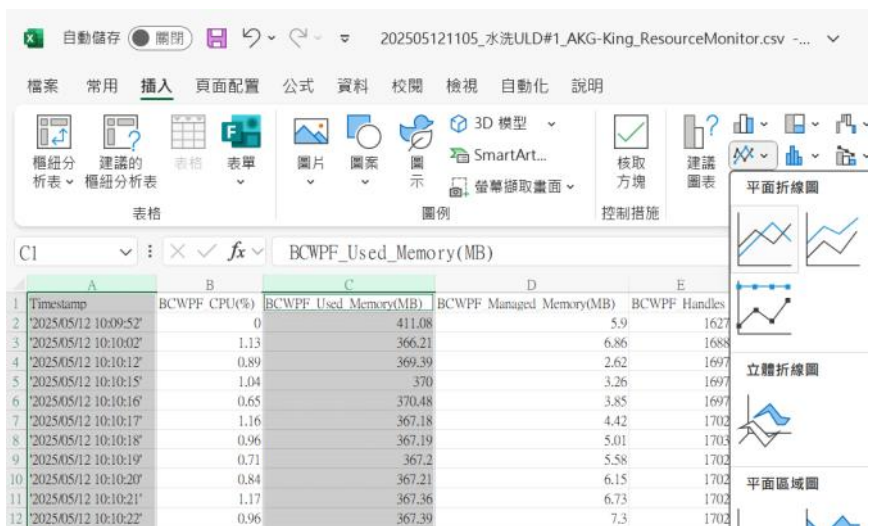 自動儲存 關閉 202505121105_水洗ULD#1_AKG-King_ResourceMonitor.csv -...
檔案 常用 插入 頁面配置 公式 資料 校閱 檢視 自動化 說明
樞紐分析表 建議的樞紐分析表 表格 表單 圖片 圖案 圖示 3D 模型 SmartArt... 螢幕擷取畫面 核取方塊 建議圖表
表格 圖例 控制措施
平面折線圖
C1 fx BCWPF_Used_Memory(MB)
A B C D E
1 Timestamp BCWPF_CPU(%) BCWPF_Used_Memory(MB) BCWPF_Managed_Memory(MB) BCWPF_Handles
2 '2025/05/12 10:09:52' 0 411.08 5.9 1627
3 '2025/05/12 10:10:02' 1.13 366.21 6.86 1688
4 '2025/05/12 10:10:12' 0.89 369.39 2.62 1697
5 '2025/05/12 10:10:15' 1.04 370 3.26 1697
6 '2025/05/12 10:10:16' 0.65 370.48 3.85 1697
7 '2025/05/12 10:10:17' 1.16 367.18 4.42 1702
8 '2025/05/12 10:10:18' 0.96 367.19 5.01 1703
9 '2025/05/12 10:10:19' 0.71 367.2 5.58 1702
10 '2025/05/12 10:10:20' 0.84 367.21 6.15 1702
11 '2025/05/12 10:10:21' 1.17 367.36 6.73 1702
12 '2025/05/12 10:10:22' 0.96 367.39 7.3 1702
立體折線圖
平面區域圖